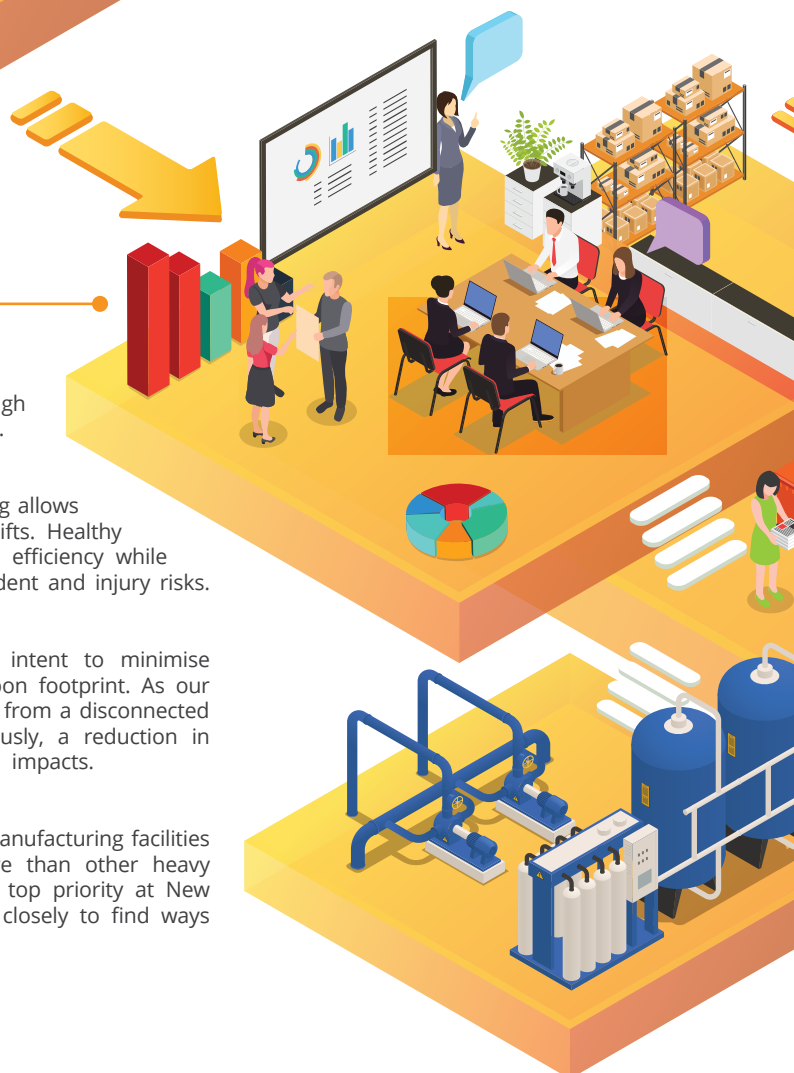 gh
.
g allows
ifts. Healthy
efficiency while
dent and injury risks.
intent to minimise
on footprint. As our
from a disconnected
usly, a reduction in
impacts.
anufacturing facilities
e than other heavy
top priority at New
closely to find ways